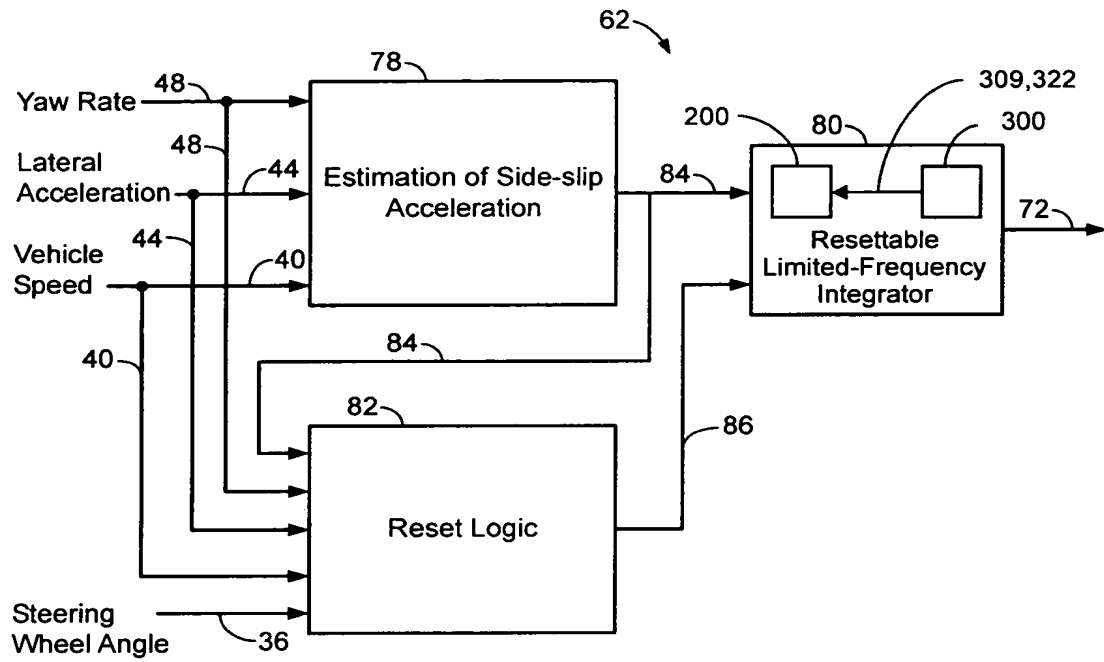 62
78
48
Yaw Rate
309,322
200
80
300
48
Lateral
Acceleration
44
Estimation of Side-slip
Acceleration
84
72
44
Vehicle
Speed
40
Resettable
Limited-Frequency
Integrator
40
84
82
86
Reset Logic
Steering
Wheel Angle
36